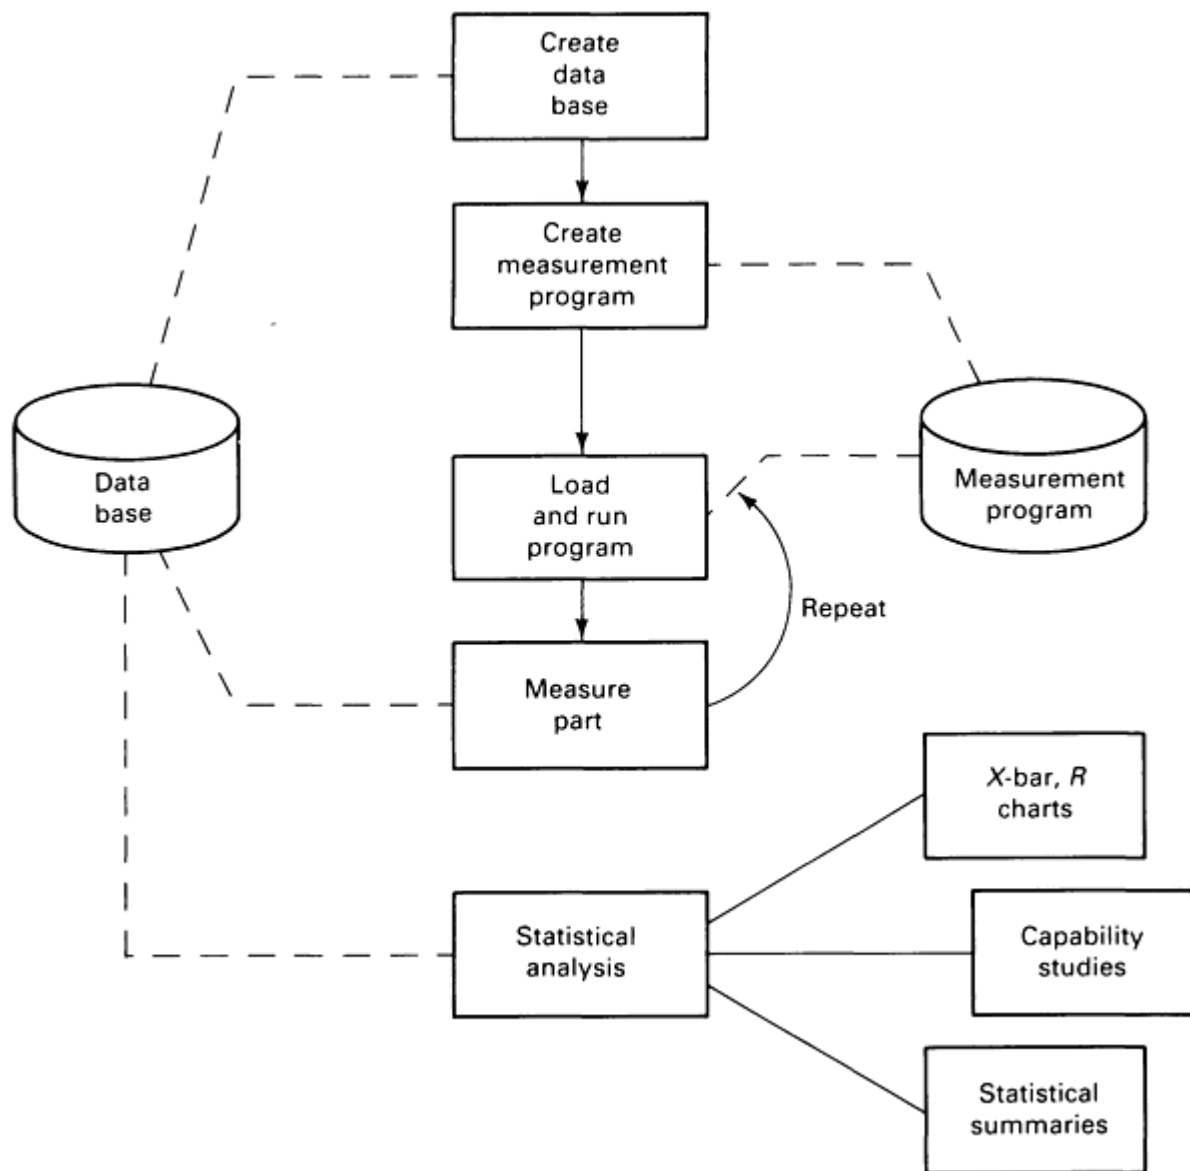 Create
data
base
Create
measurement
program
Data
base
Load
and run
program
Measurement
program
Repeat
Measure
part
X-bar, R
charts
Statistical
analysis
Capability
studies
Statistical
summaries